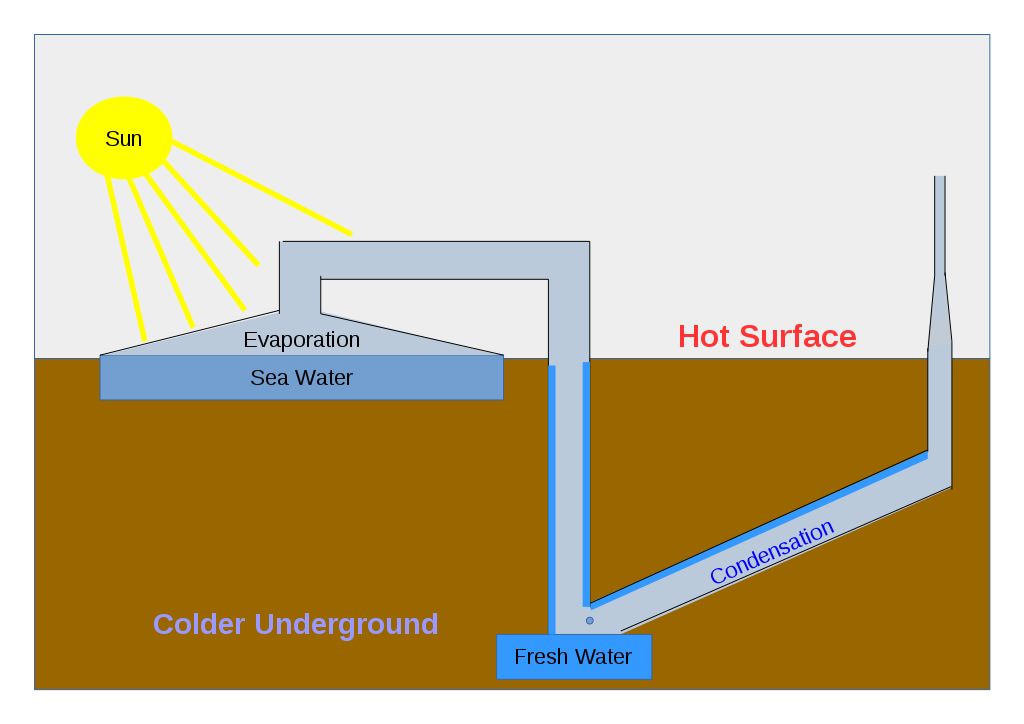 Sun
Hot Surface
Evaporation
Sea Water
Condensation
Colder Underground
Fresh Water